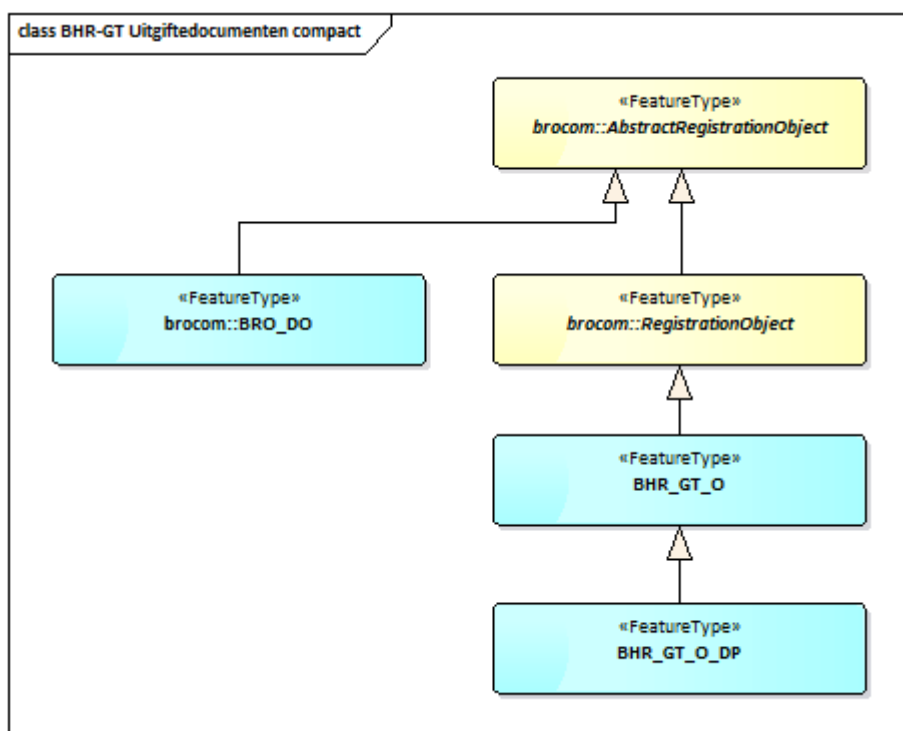 class BHR-GT Uitgiftedocumenten compact
«FeatureType»
brocom::AbstractRegistrationObject
«FeatureType»
brocom::BRO_DO
«FeatureType»
brocom::RegistrationObject
«FeatureType»
BHR_GT_O
«FeatureType»
BHR_GT_O_DP